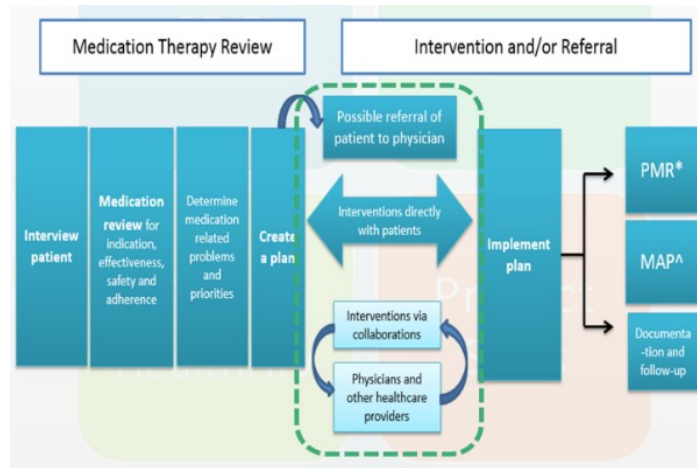 Medication Therapy Review
Intervention and/or Referral
Interview
patient
Medication
review for
indication,
effectiveness,
safety and
adherence
Determine
medication
related
problems
and
priorities
Create
a plan
Possible referral of
patient to physician
Interventions directly
with patients
Interventions via
collaborations
Physicians and
other healthcare
providers
Implement
plan
PMR*
MAP^
Documenta
-tion and
follow-up